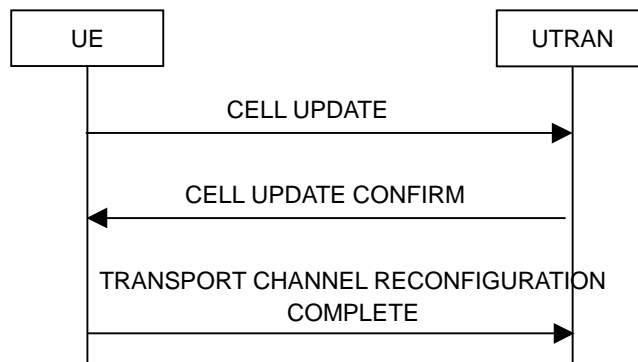 UE
UTRAN
CELL UPDATE
CELL UPDATE CONFIRM
TRANSPORT CHANNEL RECONFIGURATION
COMPLETE